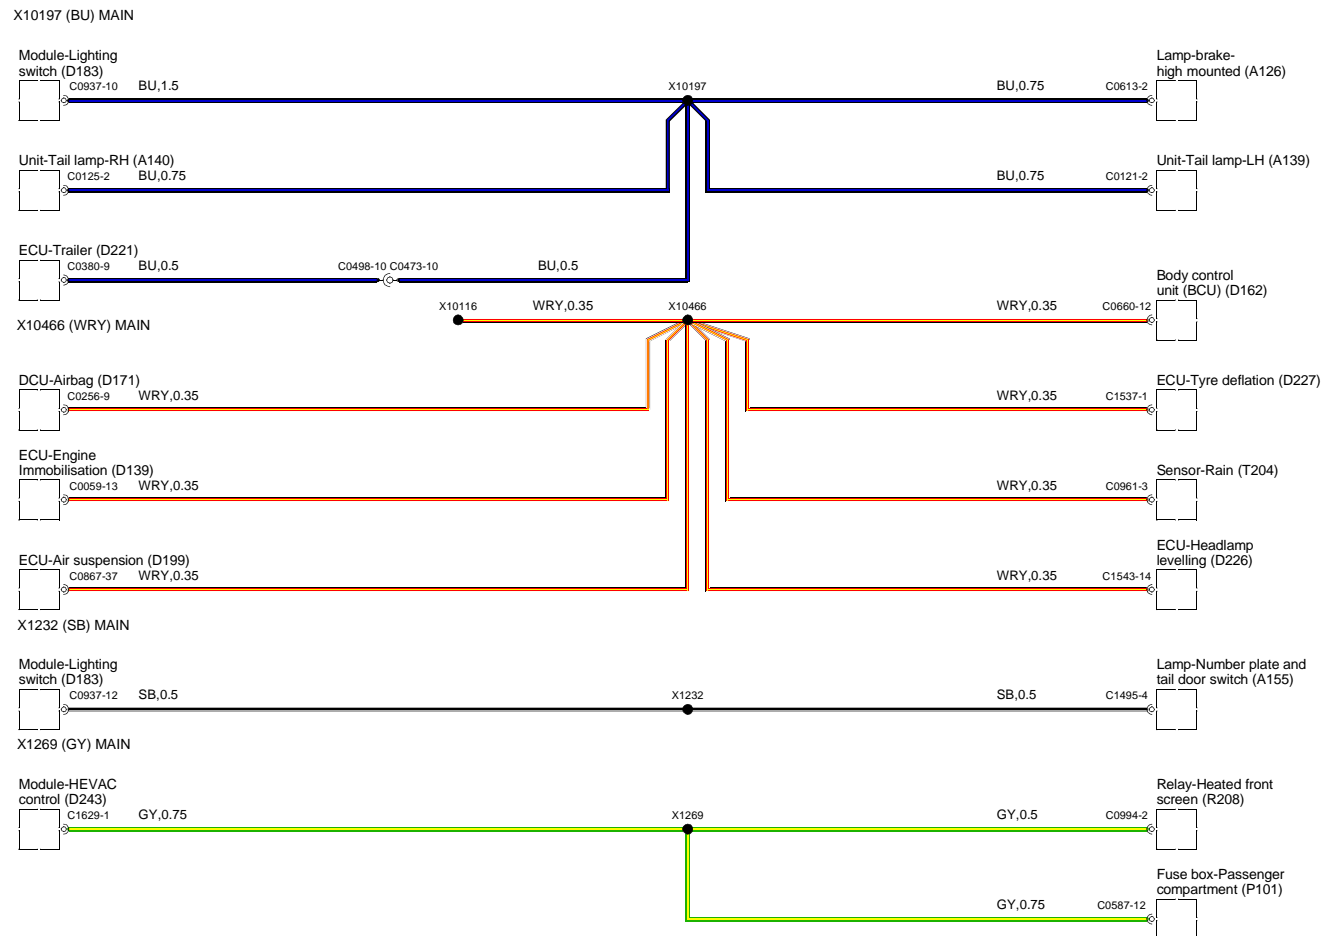 X10197 (BU) MAIN
Module-Lighting
switch (D183)
C0937-10
BU,1.5
X10197
BU,0.75
C0613-2
Lamp-brake-
high mounted (A126)
Unit-Tail lamp-RH (A140)
C0125-2
BU,0.75
BU,0.75
C0121-2
Unit-Tail lamp-LH (A139)
ECU-Trailer (D221)
C0380-9
BU,0.5
C0498-10 C0473-10
BU,0.5
X10466 (WRY) MAIN
X10116
WRY,0.35
X10466
WRY,0.35
C0660-12
Body control
unit (BCU) (D162)
DCU-Airbag (D171)
C0256-9
WRY,0.35
WRY,0.35
C1537-1
ECU-Tyre deflation (D227)
ECU-Engine
Immobilisation (D139)
C0059-13
WRY,0.35
WRY,0.35
C0961-3
Sensor-Rain (T204)
ECU-Air suspension (D199)
C0867-37
WRY,0.35
WRY,0.35
C1543-14
ECU-Headlamp
levelling (D226)
X1232 (SB) MAIN
Module-Lighting
switch (D183)
C0937-12
SB,0.5
X1232
SB,0.5
C1495-4
Lamp-Number plate and
tail door switch (A155)
X1269 (GY) MAIN
Module-HEVAC
control (D243)
C1629-1
GY,0.75
X1269
GY,0.5
C0994-2
Relay-Heated front
screen (R208)
GY,0.75
C0587-12
Fuse box-Passenger
compartment (P101)